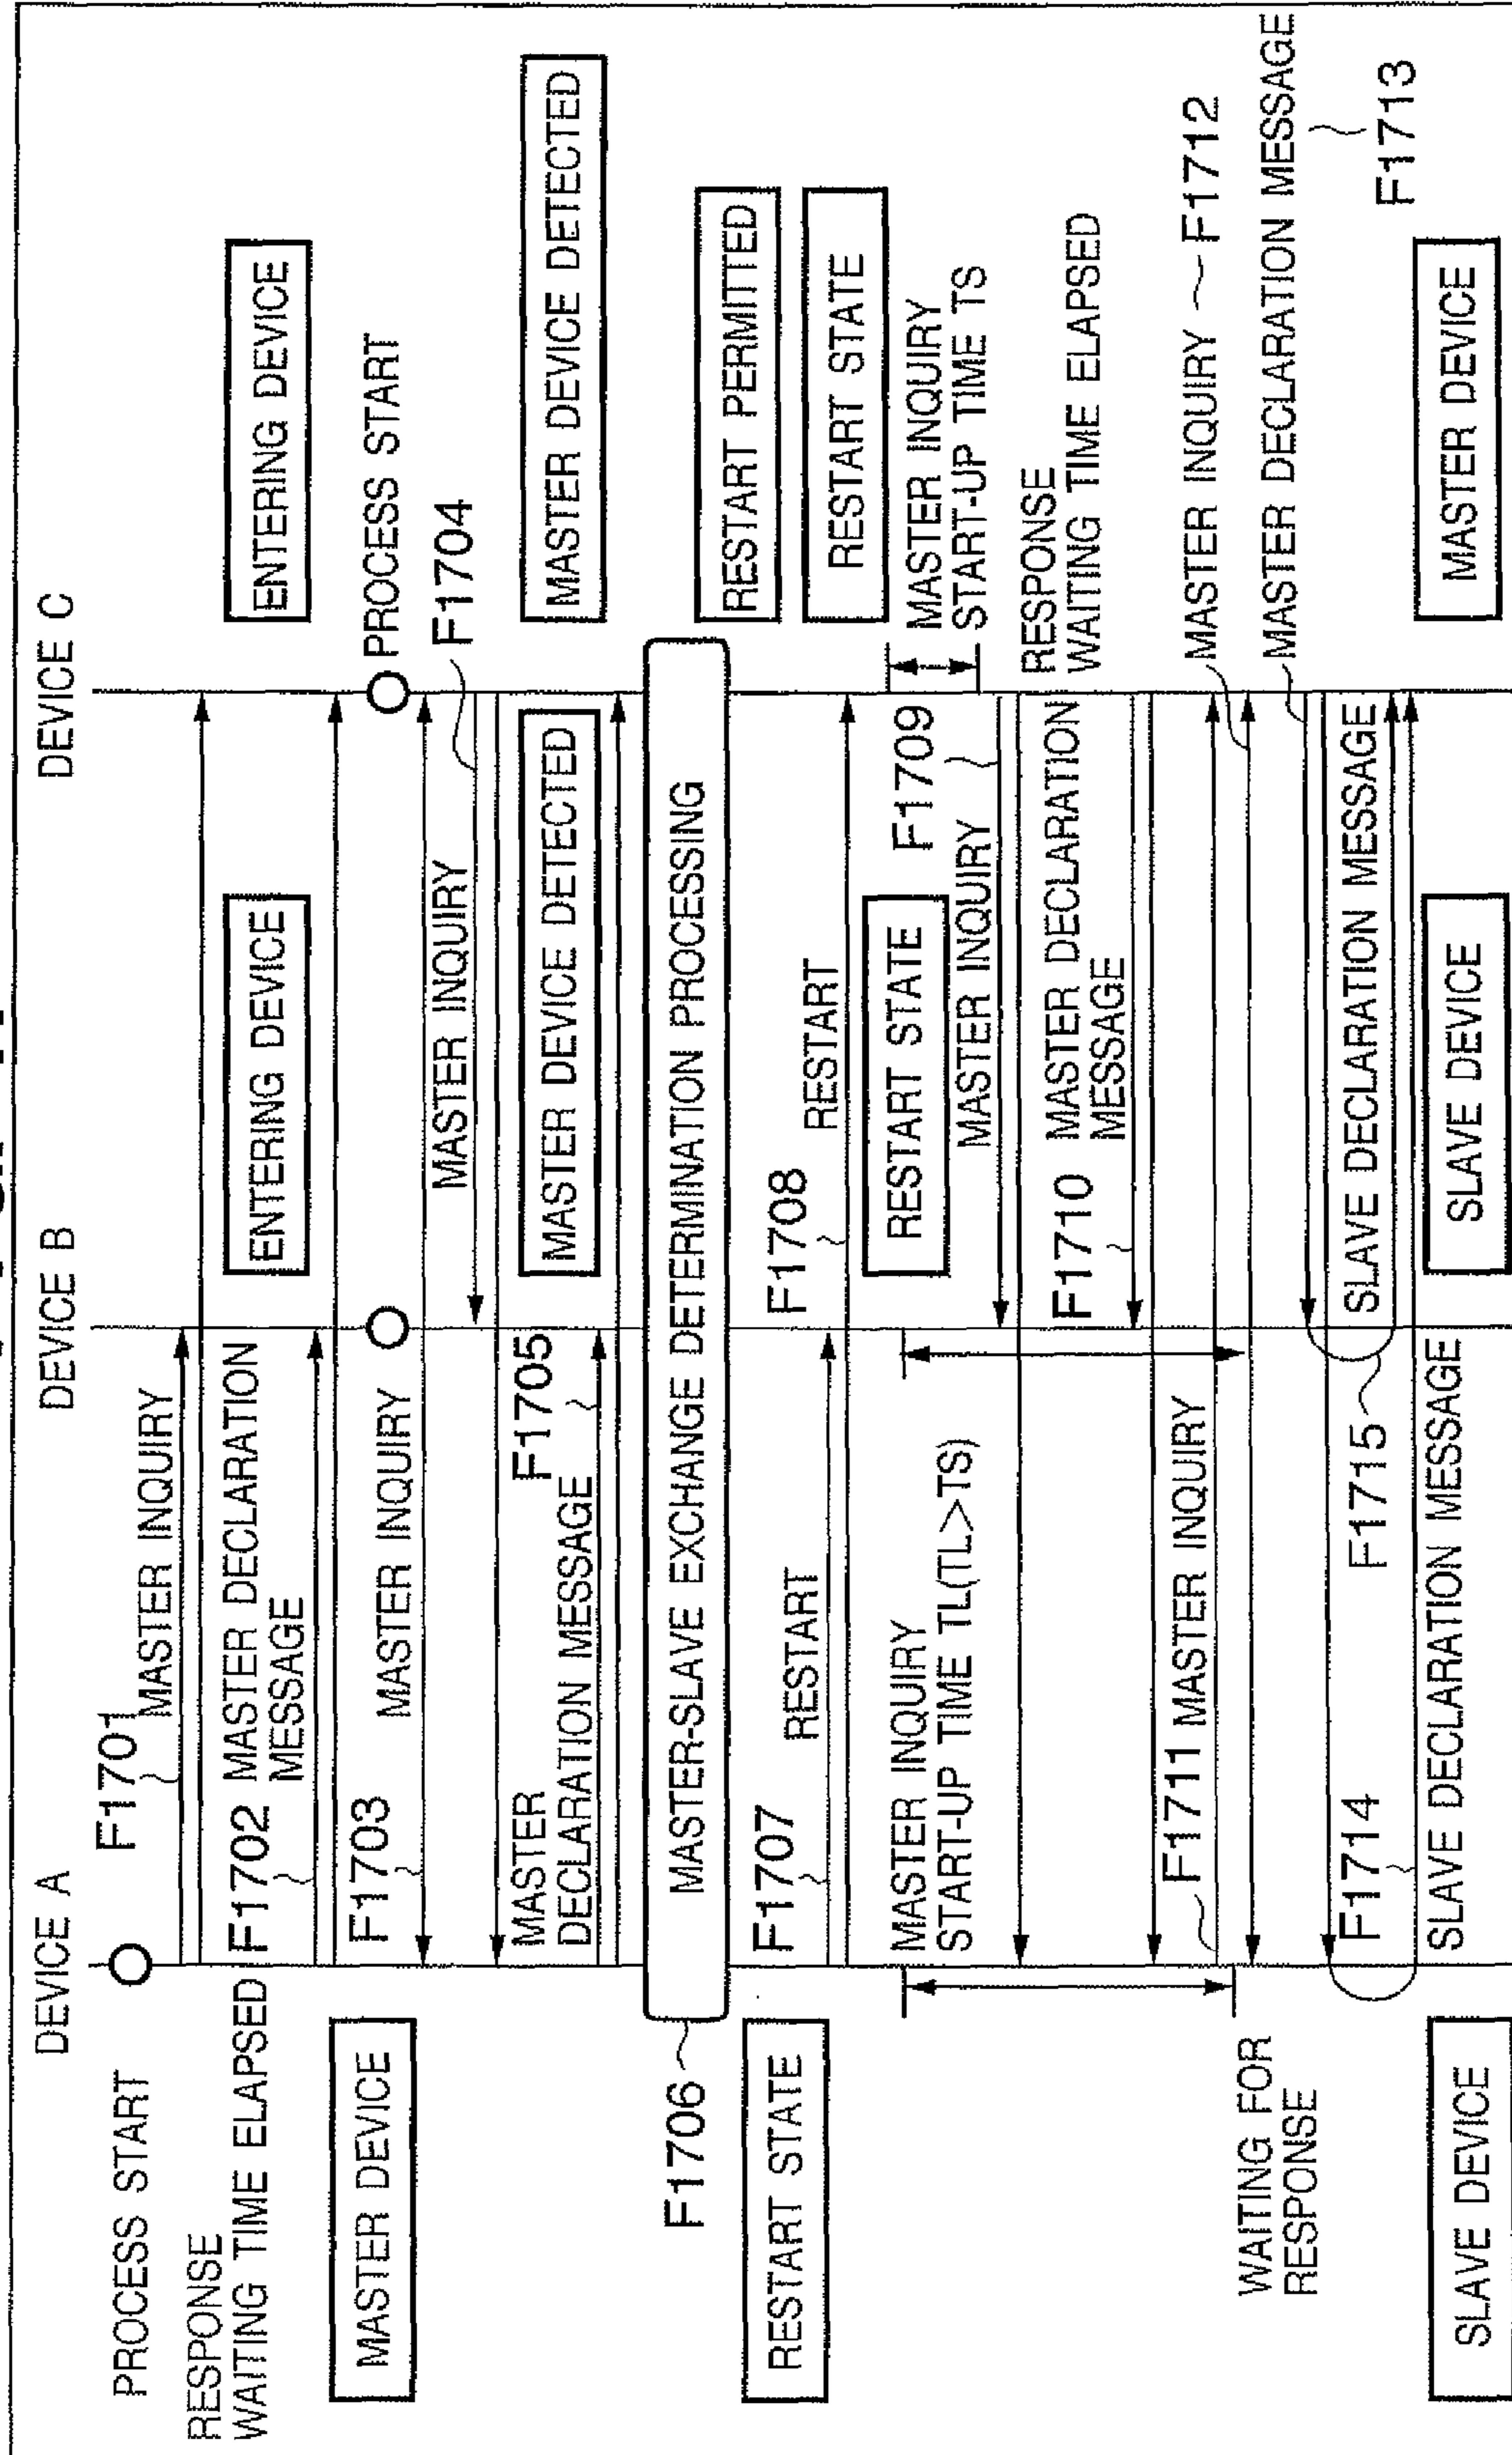 DEVICE A
DEVICE B
DEVICE C
PROCESS START
F1701
MASTER INQUIRY
RESPONSE
WAITING TIME ELAPSED
F1702
MASTER DECLARATION
MESSAGE
ENTERING DEVICE
ENTERING DEVICE
MASTER DEVICE
F1703
MASTER INQUIRY
PROCESS START
MASTER INQUIRY
F1704
MASTER
DECLARATION MESSAGE
F1705
MASTER DEVICE DETECTED
MASTER DEVICE DETECTED
F1706
MASTER-SLAVE EXCHANGE DETERMINATION PROCESSING
RESTART PERMITTED
RESTART STATE
F1707
RESTART
F1708
RESTART
RESTART STATE
RESTART STATE
MASTER INQUIRY
START-UP TIME TL(TL>TS)
MASTER INQUIRY
F1709
MASTER INQUIRY
START-UP TIME TS
RESPONSE
WAITING TIME ELAPSED
F1710
MASTER DECLARATION
MESSAGE
F1711 MASTER INQUIRY
MASTER INQUIRY
F1712
WAITING FOR
RESPONSE
MASTER DECLARATION MESSAGE
F1713
F1714
F1715
SLAVE DECLARATION MESSAGE
SLAVE DECLARATION MESSAGE
SLAVE DEVICE
SLAVE DEVICE
MASTER DEVICE